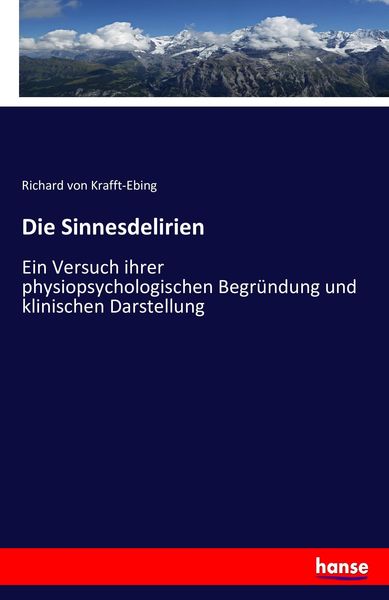 Richard von Krafft-Ebing
Die Sinnesdelirien
Ein Versuch ihrer
physiopsychologischen Begründung und
klinischen Darstellung
hanse